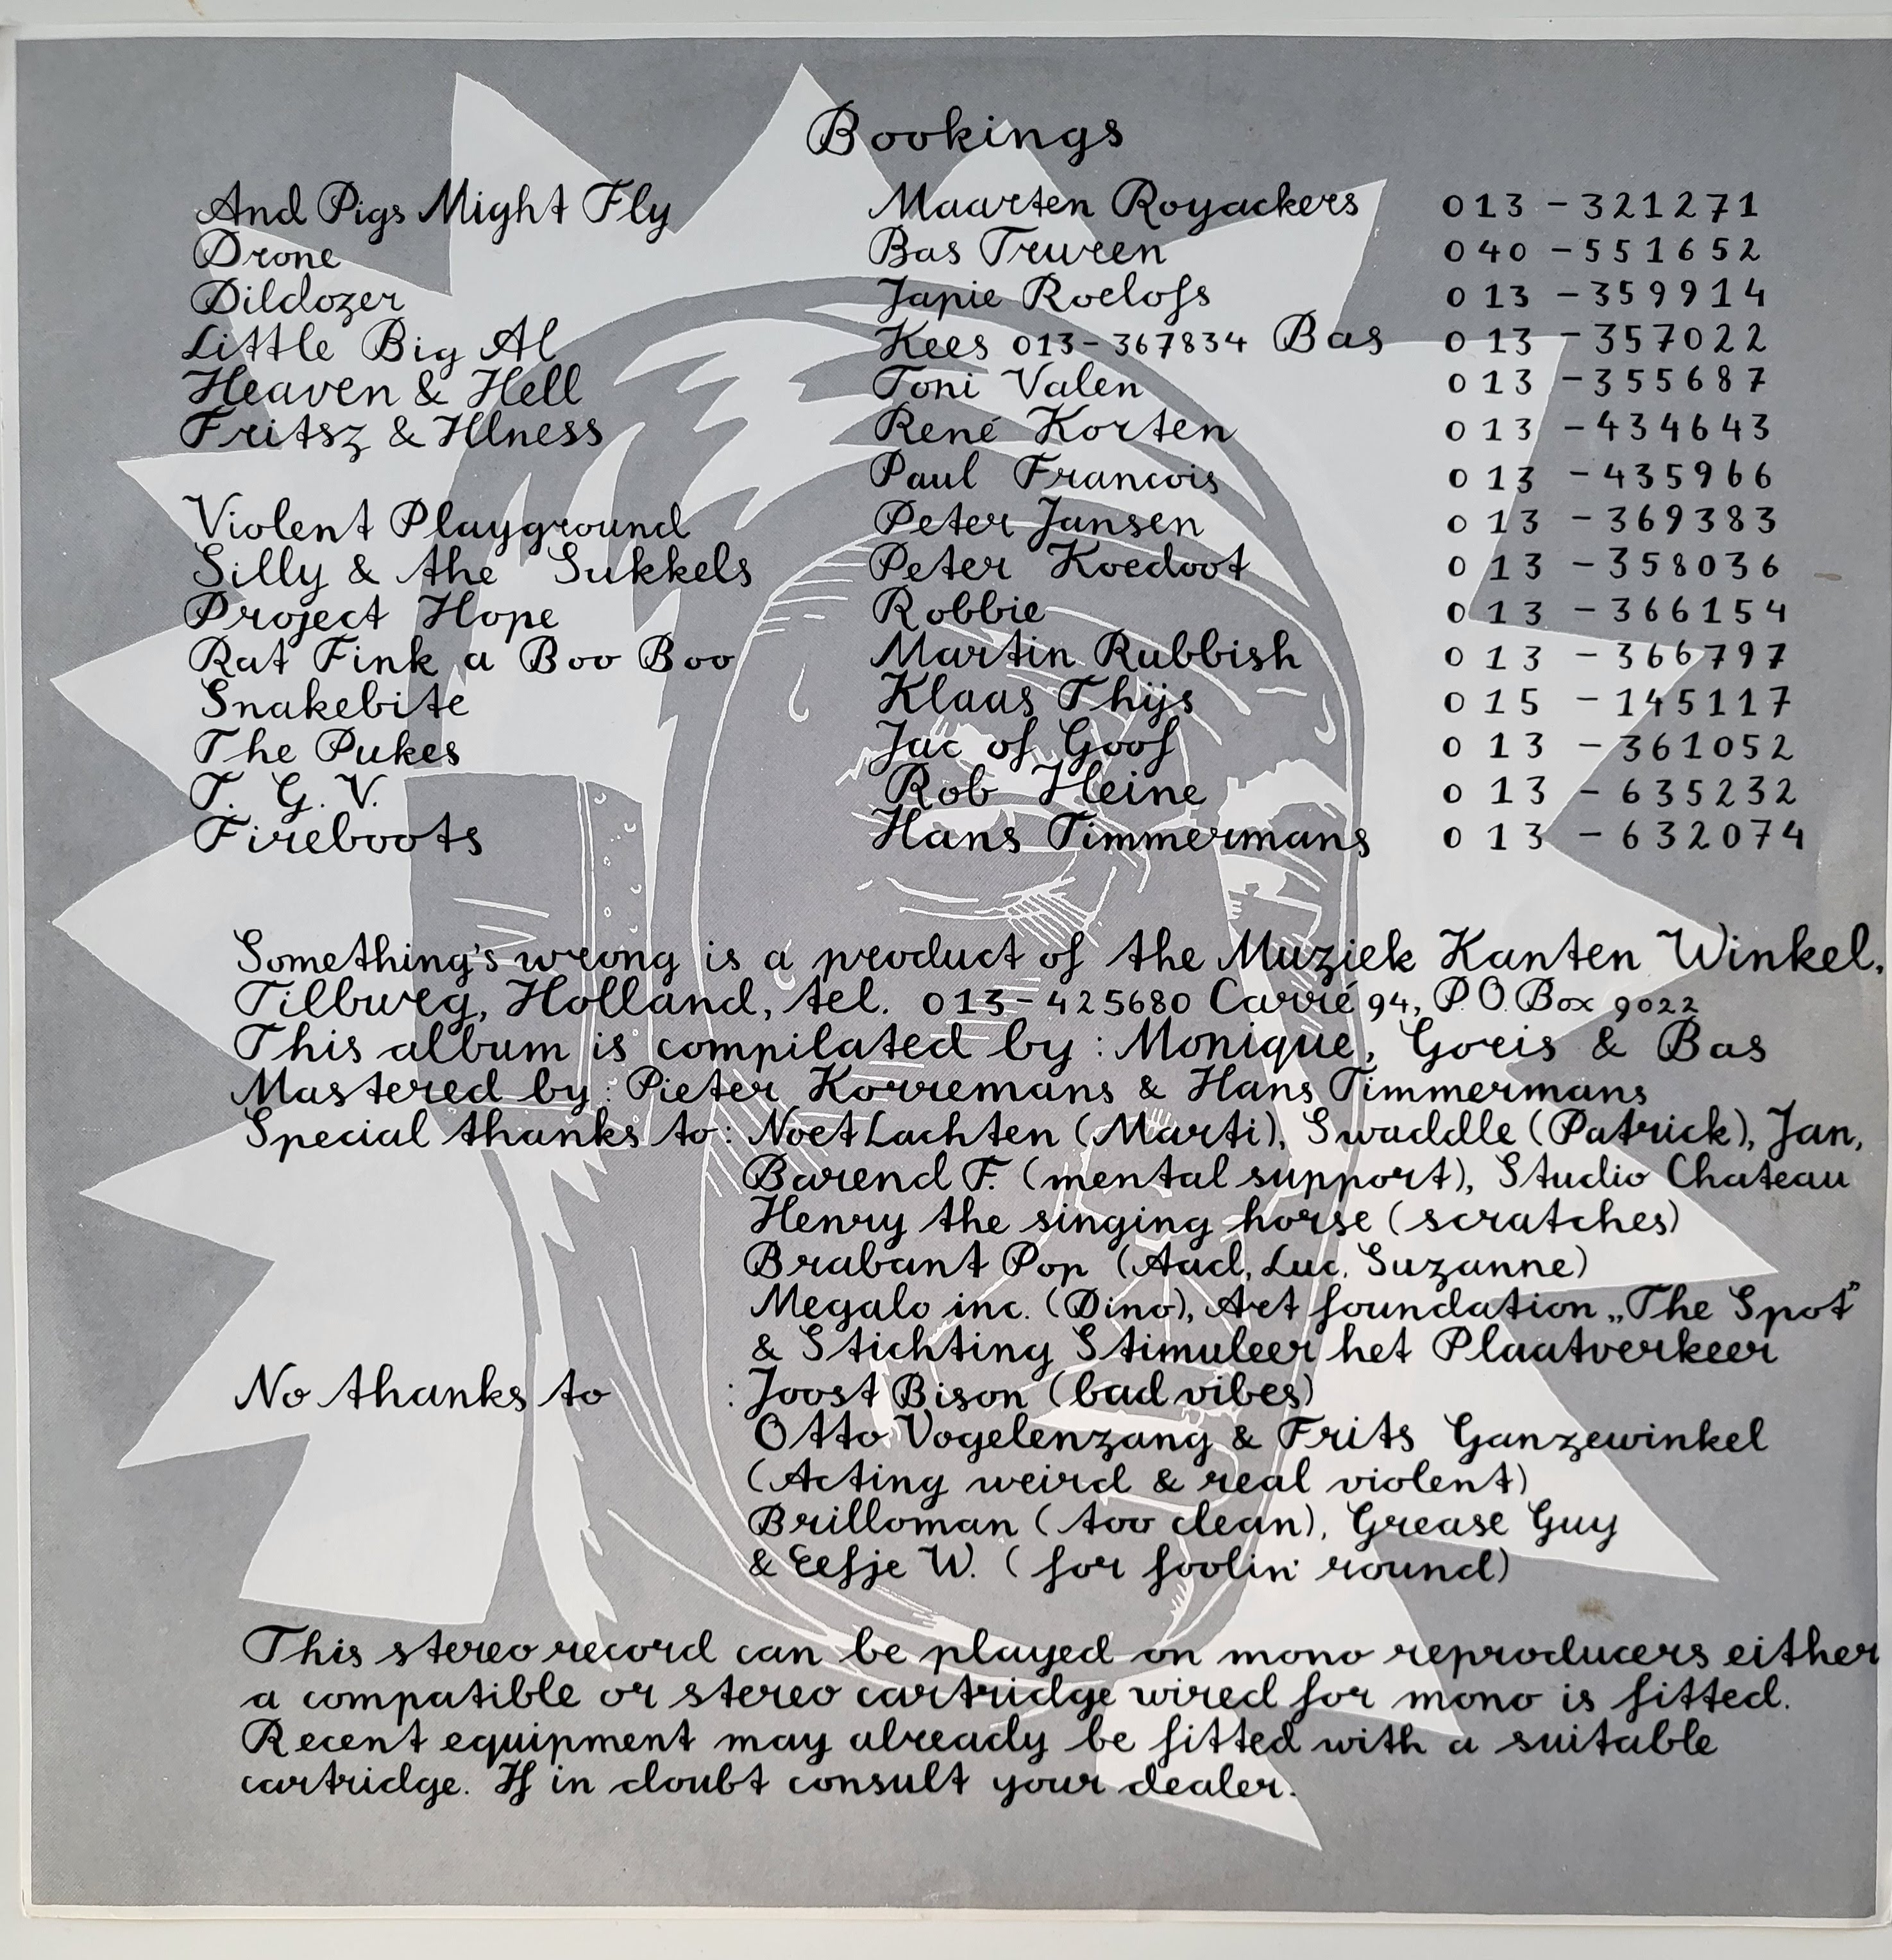 Bookings
And Pigs Might Fly Maarten Royackers 013-321271
Drone Bas Truren 040-551652
Dildozer Japie Roelofs 013-359914
Little Big Al Kees 013-367834 Bas 013-357022
Heaven & Hell Toni Valen 013-355687
Fritsz & Illness René Korten 013-434643
Paul Francois 013-435966
Violent Playground Peter Jansen 013-369383
Silly & the Sukkels Peter Koedoot 013-358036
Project Hope Robbie 013-366154
Rat Fink a Boo Boo Martin Rubbish 013-366797
Snakebite Klaas Thijs 015-145117
The Pukes Jac of Goof 013-361052
T. G. V. Rob Heine 013-635232
Fireboots Hans Timmermans 013-632074
Something's wrong is a product of the Muziek Kanten Winkel,
Tilburg, Holland, tel. 013-425680 Carré 94, P.O. Box 9022
This album is compilated by: Monique, Goris & Bas
Mastered by: Pieter Korremans & Hans Timmermans
Special thanks to: Noet Lachten (Marti), Swaddle (Patrick), Jan,
Barend F. (mental support), Studio Chateau
Henry the singing horse (scratches)
Brabant Pop (Aad, Luc, Suzanne)
Megalo inc. (Dino), Art foundation „The Spot”
& Stichting Stimuleer het Plaatverkeer
No thanks to : Joost Bison (bad vibes)
Otto Vogelenzang & Frits Ganzewinkel
(Acting weird & real violent)
Brilloman (too clean), Grease Guy
& Eefje W. (for foolin' round)
This stereo record can be played on mono reproducers either
a compatible or stereo cartridge wired for mono is fitted.
Recent equipment may already be fitted with a suitable
cartridge. If in doubt consult your dealer.